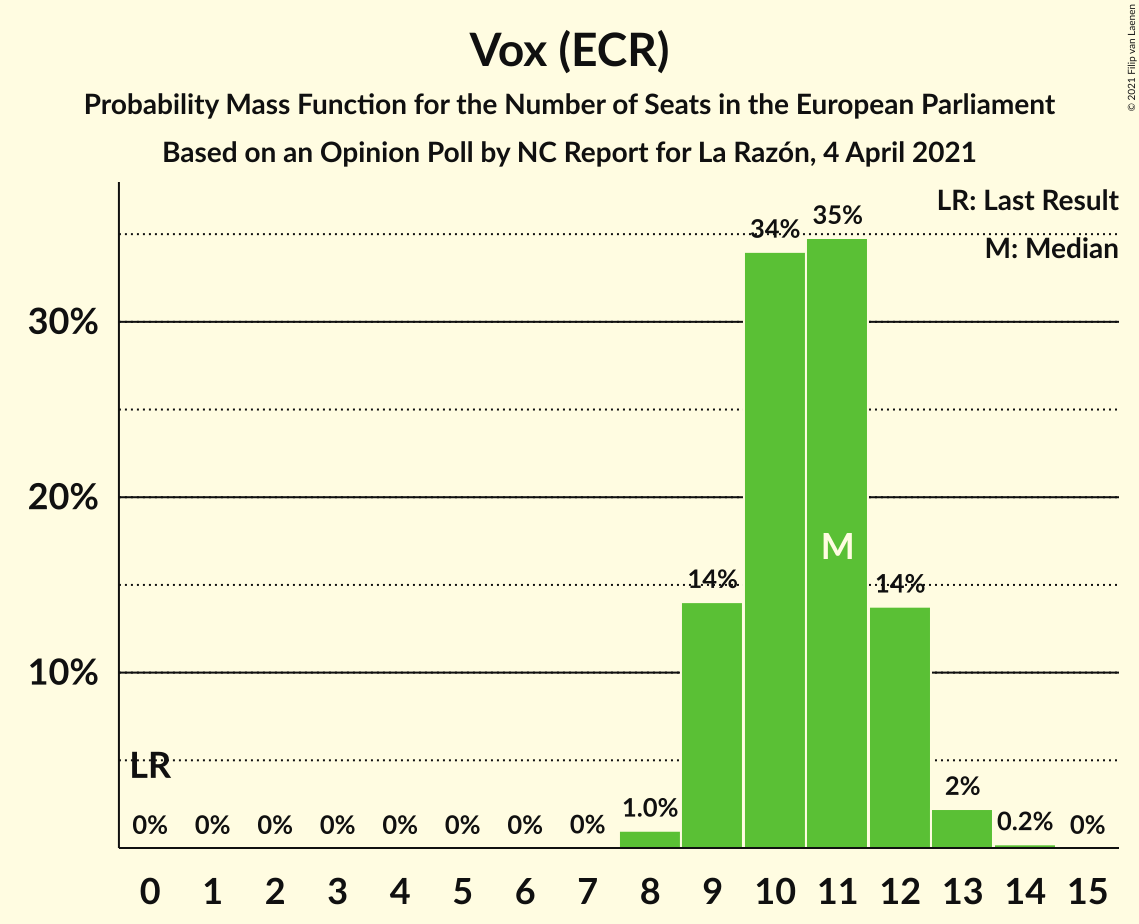 Vox (ECR)
Probability Mass Function for the Number of Seats in the European Parliament
Based on an Opinion Poll by NC Report for La Razón, 4 April 2021
© 2021 Filip van Laenen
LR: Last Result
M: Median
30%
20%
10%
LR
M
0% 0% 0% 0% 0% 0% 0% 0% 1.0% 14% 34% 35% 14% 2% 0.2% 0%
0 1 2 3 4 5 6 7 8 9 10 11 12 13 14 15